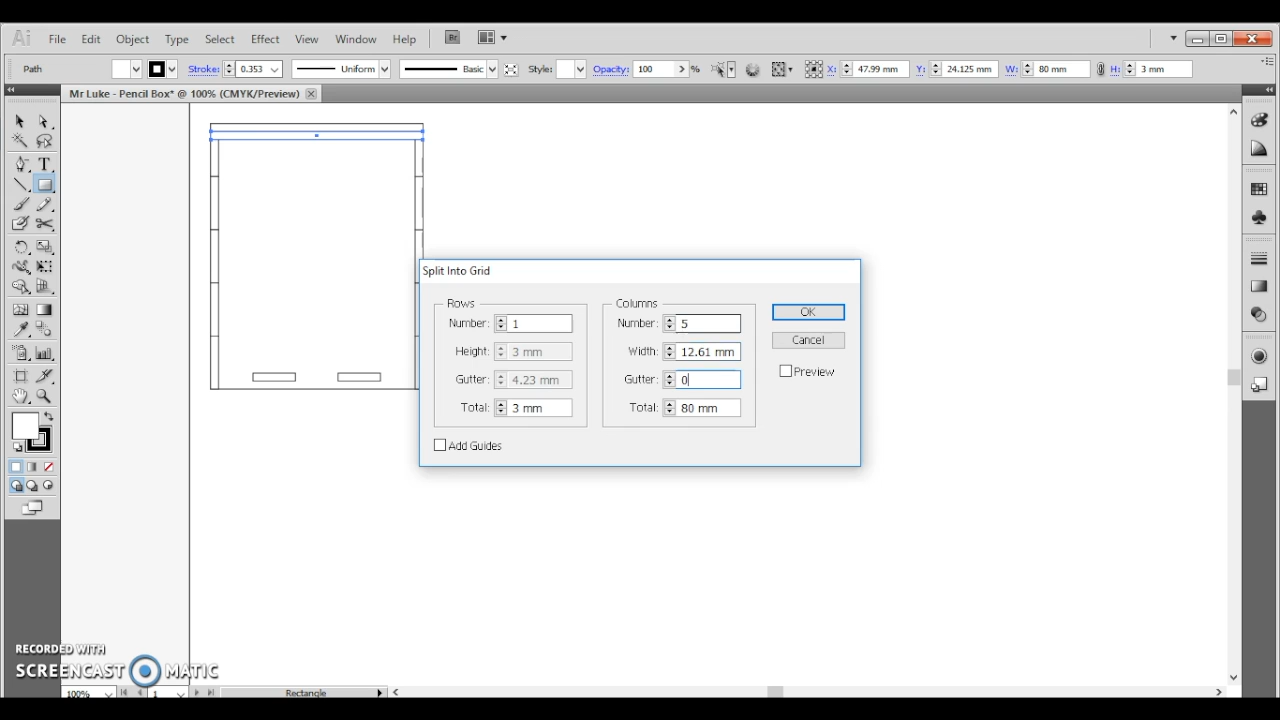 Ai File Edit Object Type Select Effect View Window Help Br
Path Stroke: 0.353 Uniform Basic Style: Opacity: 100 % X: 47.99 mm Y: 24.125 mm W: 80 mm H: 3 mm
Mr Luke - Pencil Box* @ 100% (CMYK/Preview)
T
Split Into Grid
Rows
Number: 1
Height: 3 mm
Gutter: 4.23 mm
Total: 3 mm
Columns
Number: 5
Width: 12.61 mm
Gutter: 0
Total: 80 mm
OK
Cancel
Preview
Add Guides
RECORDED WITH
SCREENCAST MATIC
100% 1 Rectangle